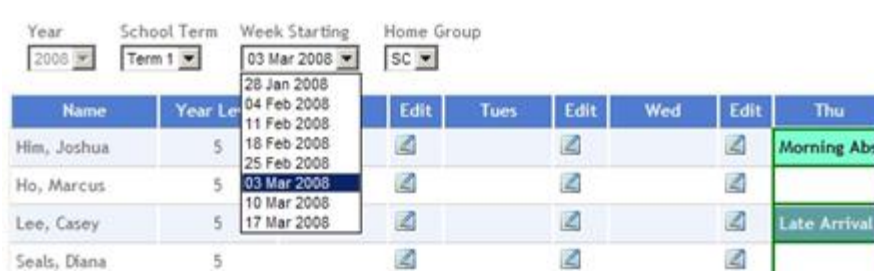 Year School Term Week Starting Home Group
2008 Term 1 03 Mar 2008 SC
28 Jan 2008
04 Feb 2008
11 Feb 2008
18 Feb 2008
25 Feb 2008
03 Mar 2008
10 Mar 2008
17 Mar 2008
Name Year Le Edit Tues Edit Wed Edit Thu
Him, Joshua 5 Morning Abs
Ho, Marcus 5
Lee, Casey 5 Late Arrival
Seals, Diana 5